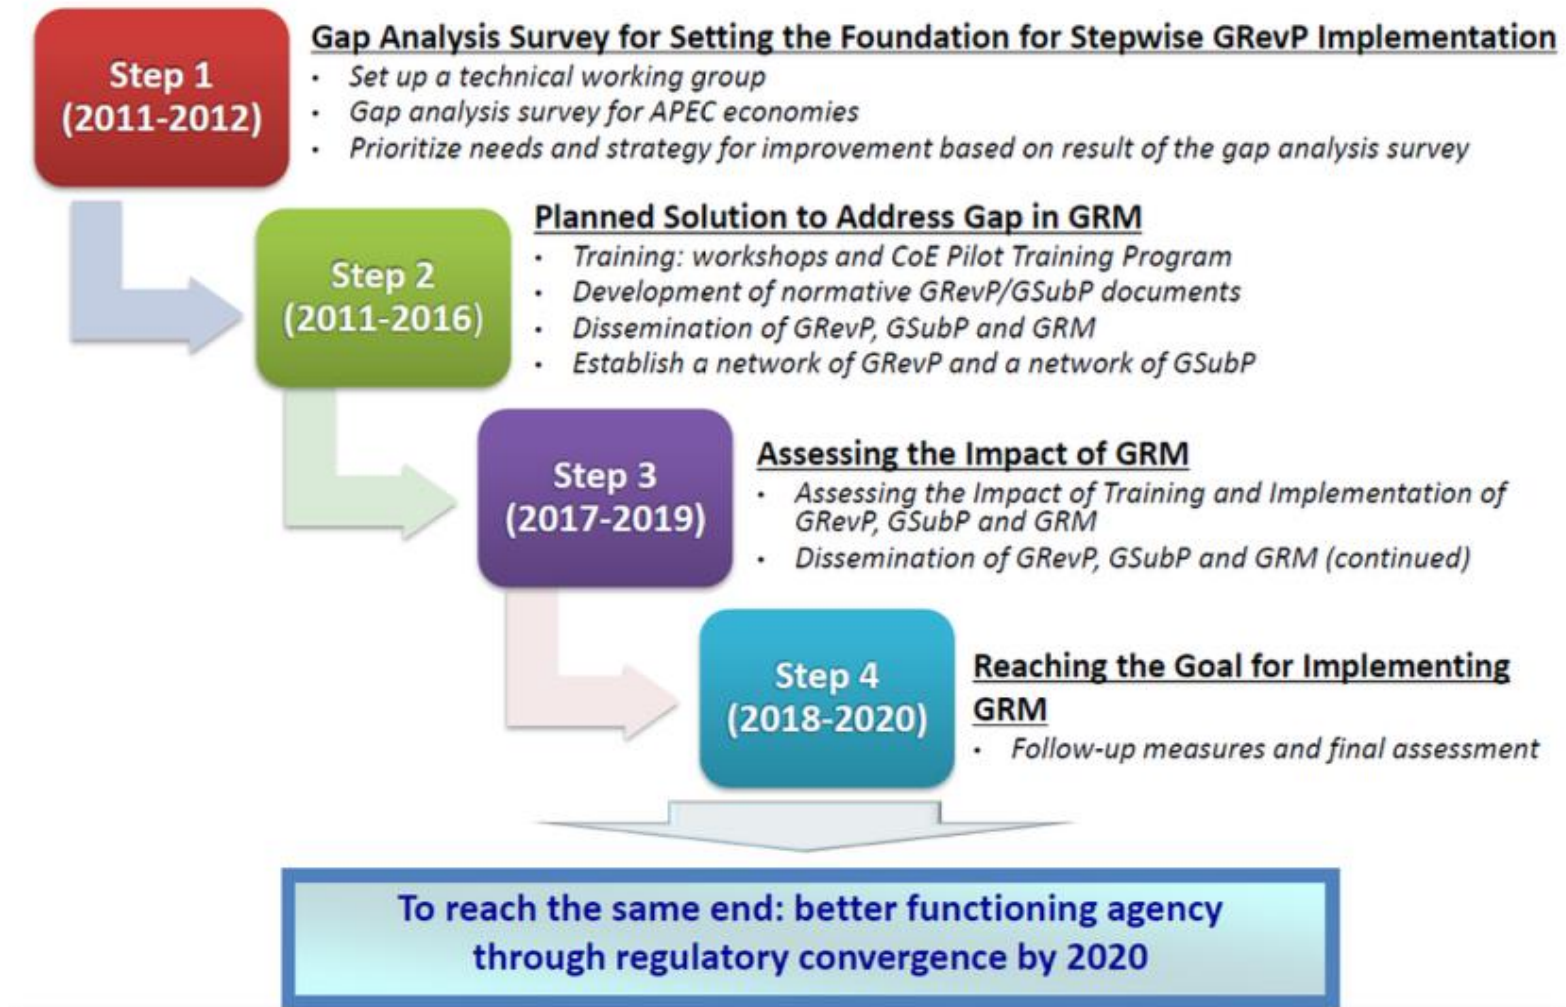 Step 1
(2011-2012)
Gap Analysis Survey for Setting the Foundation for Stepwise GRevP Implementation
• Set up a technical working group
• Gap analysis survey for APEC economies
• Prioritize needs and strategy for improvement based on result of the gap analysis survey
Step 2
(2011-2016)
Planned Solution to Address Gap in GRM
• Training: workshops and CoE Pilot Training Program
• Development of normative GRevP/GSubP documents
• Dissemination of GRevP, GSubP and GRM
• Establish a network of GRevP and a network of GSubP
Step 3
(2017-2019)
Assessing the Impact of GRM
• Assessing the Impact of Training and Implementation of
GRevP, GSubP and GRM
• Dissemination of GRevP, GSubP and GRM (continued)
Step 4
(2018-2020)
Reaching the Goal for Implementing
GRM
• Follow-up measures and final assessment
To reach the same end: better functioning agency
through regulatory convergence by 2020